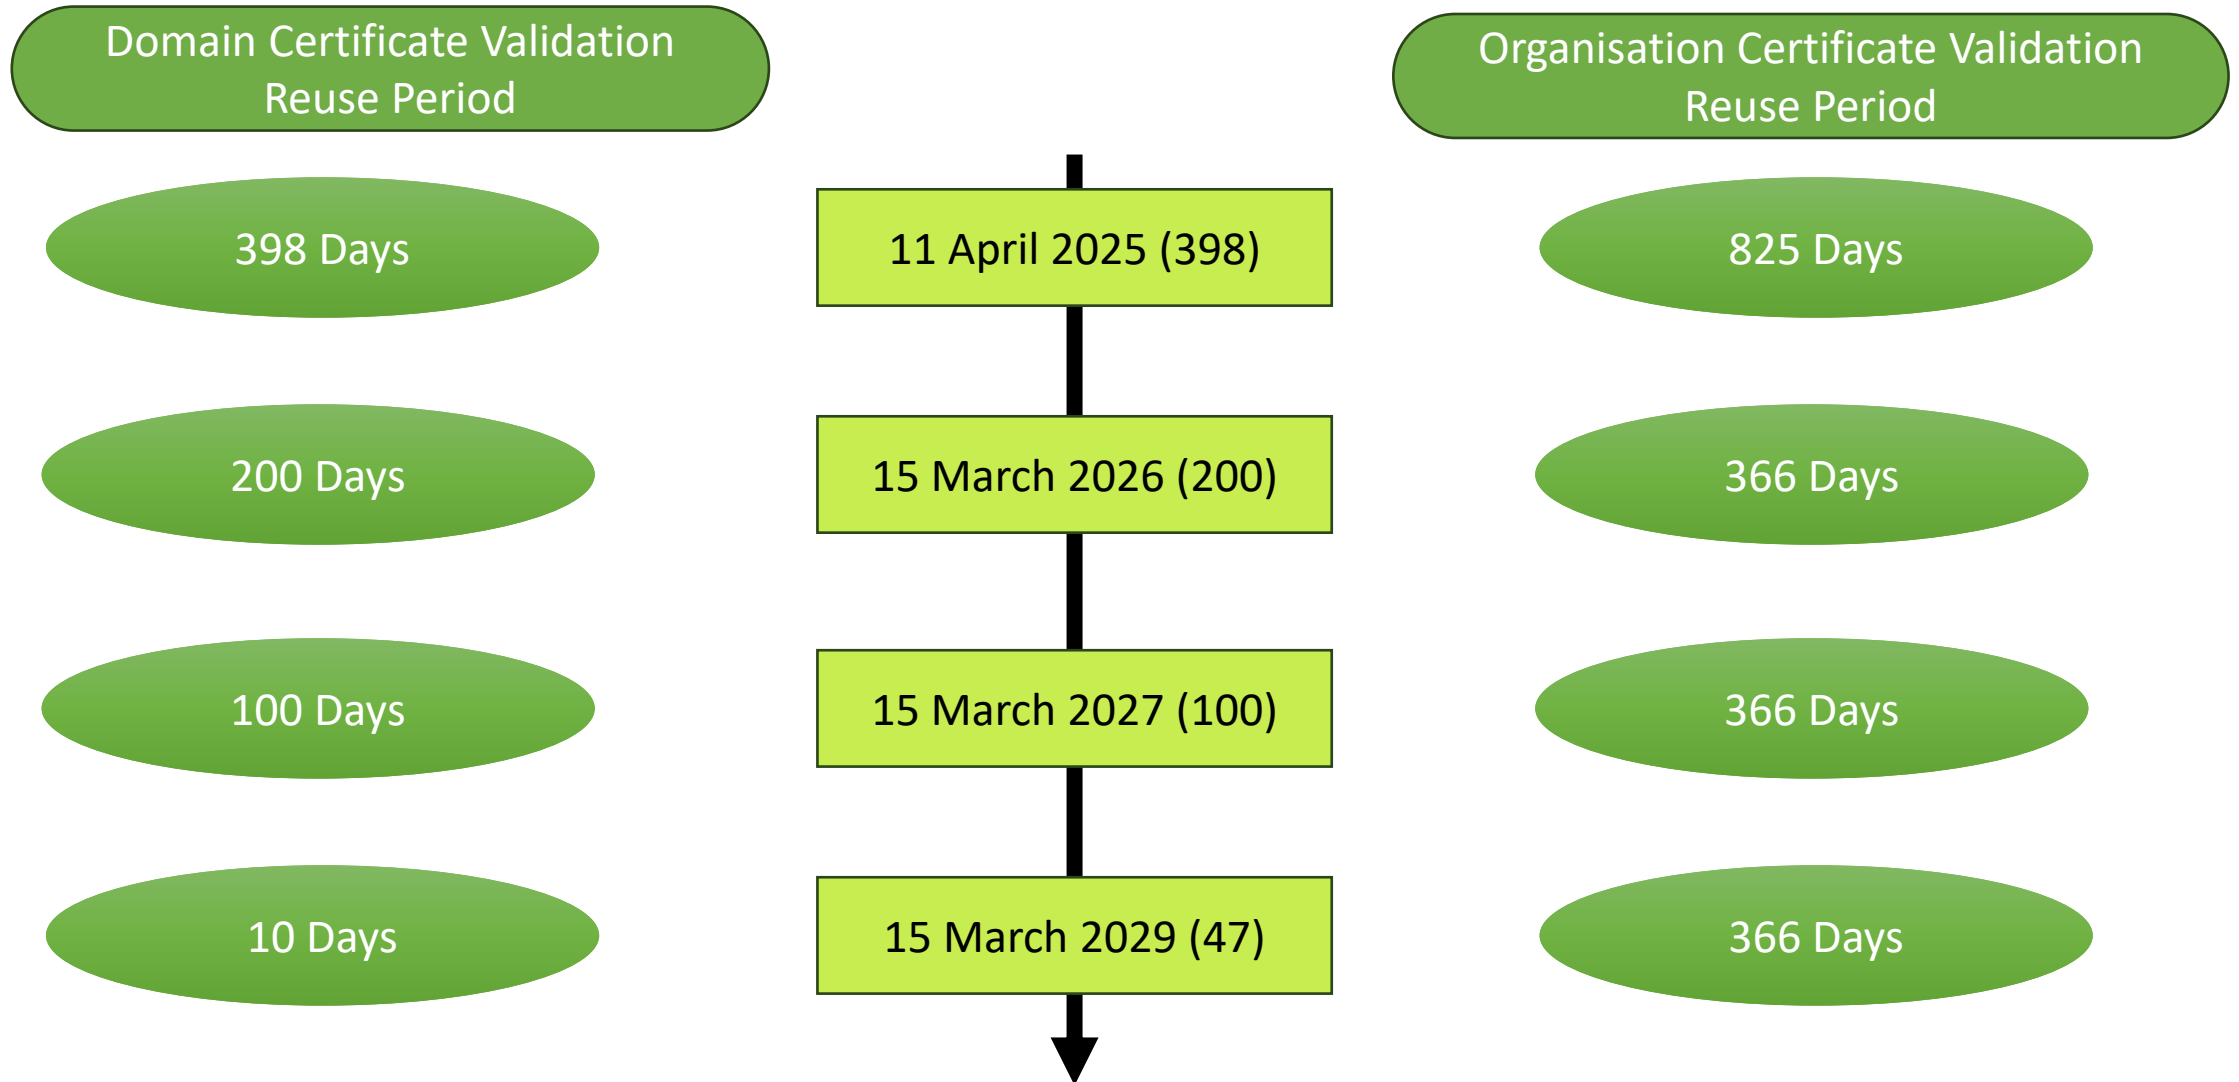 Domain Certificate Validation
Reuse Period
Organisation Certificate Validation
Reuse Period
398 Days
11 April 2025 (398)
825 Days
200 Days
15 March 2026 (200)
366 Days
100 Days
15 March 2027 (100)
366 Days
10 Days
15 March 2029 (47)
366 Days